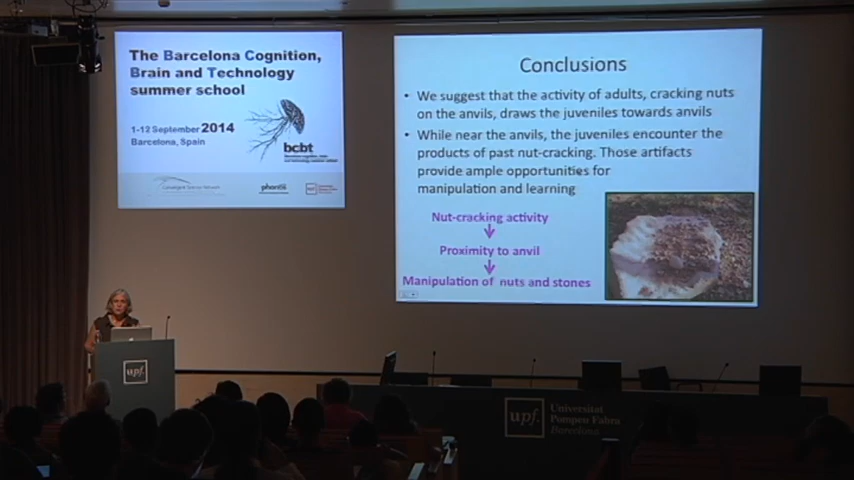 The Barcelona Cognition,
Brain and Technology
summer school
1-12 September 2014
Barcelona, Spain
bcbt
Conclusions
• We suggest that the activity of adults, cracking nuts
on the anvils, draws the juveniles towards anvils
• While near the anvils, the juveniles encounter the
products of past nut-cracking. Those artifacts
provide ample opportunities for
manipulation and learning
Nut-cracking activity
Proximity to anvil
Manipulation of nuts and stones
upf.
upf.
Universitat
Pompeu Fabra
Barcelona